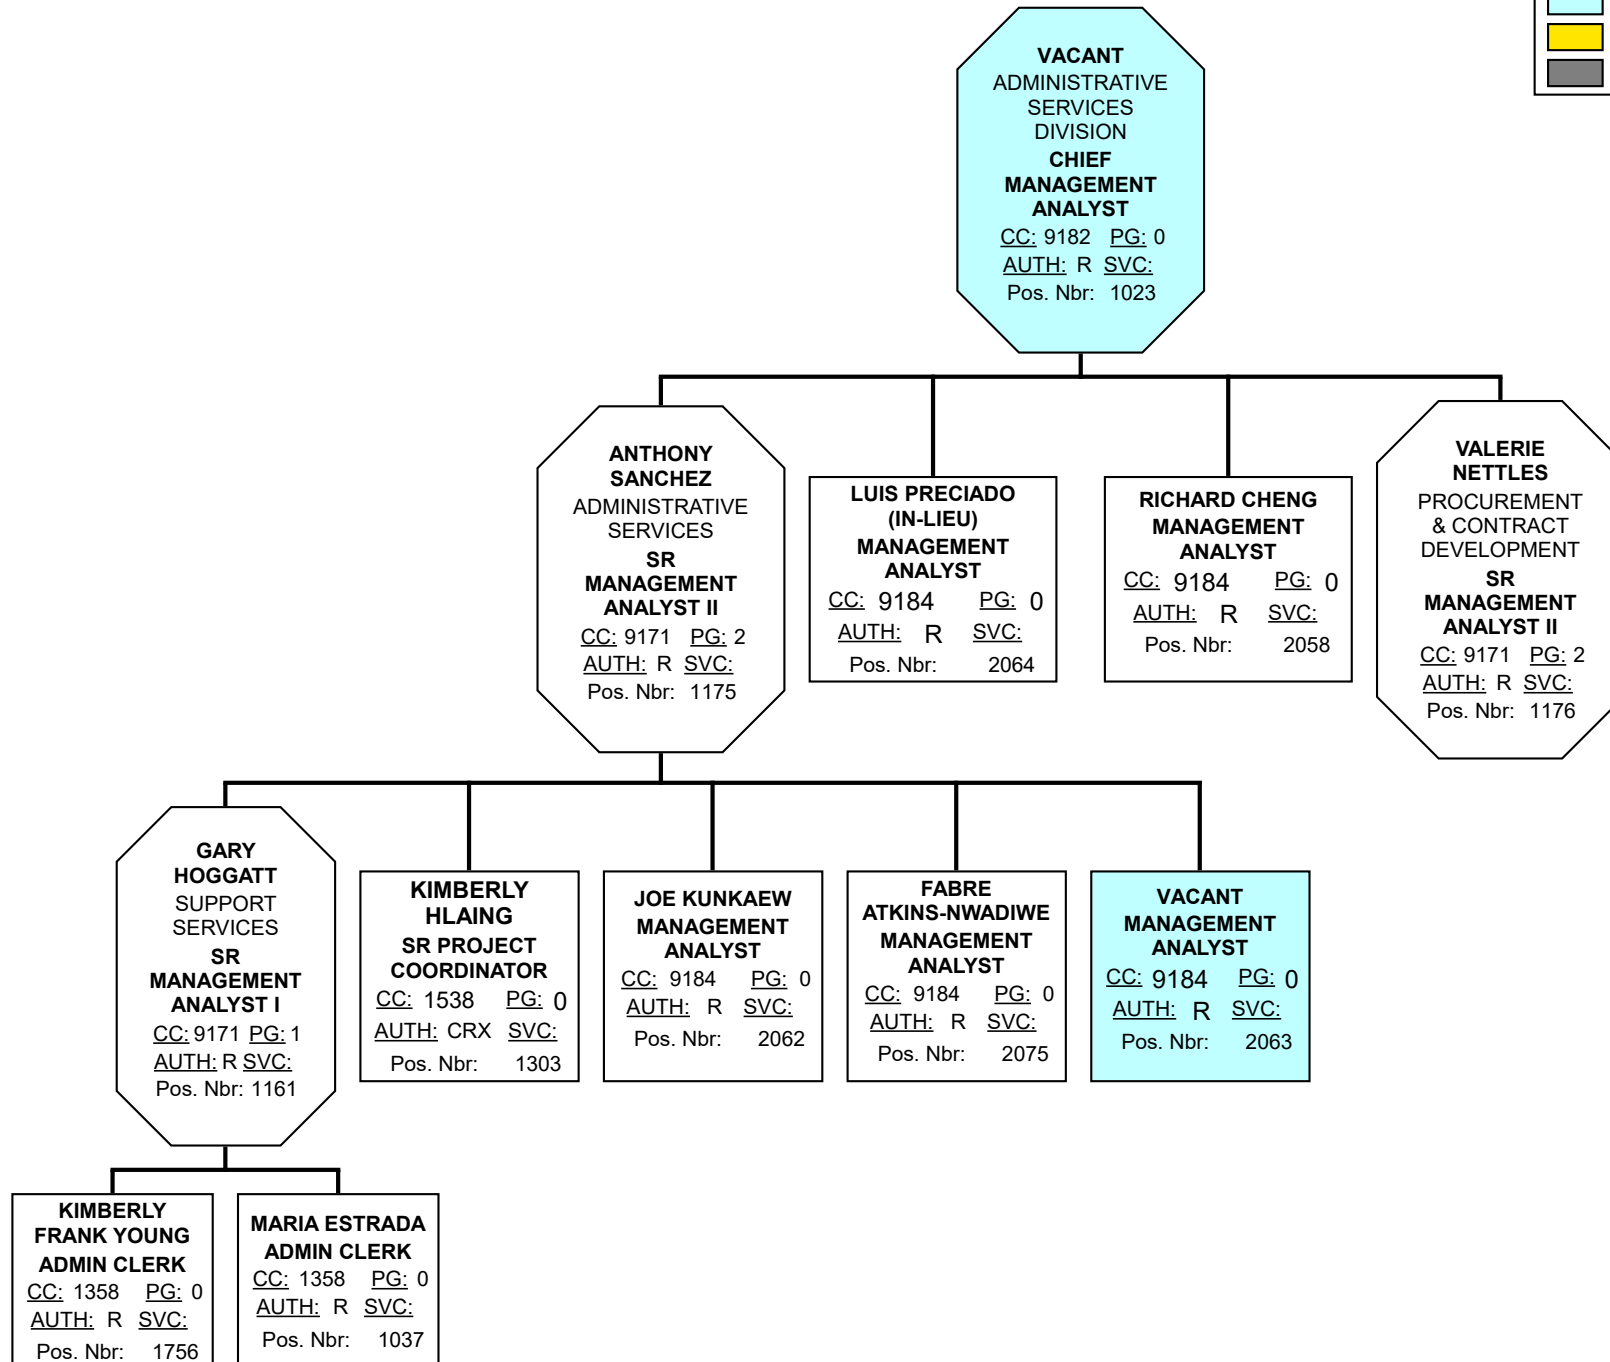 VACANT
ADMINISTRATIVE
SERVICES
DIVISION
CHIEF
MANAGEMENT
ANALYST
CC: 9182 PG: 0
AUTH: R SVC:
Pos. Nbr: 1023
ANTHONY
SANCHEZ
ADMINISTRATIVE
SERVICES
SR
MANAGEMENT
ANALYST II
CC: 9171 PG: 2
AUTH: R SVC:
Pos. Nbr: 1175
LUIS PRECIADO
(IN-LIEU)
MANAGEMENT
ANALYST
CC: 9184 PG: 0
AUTH: R SVC:
Pos. Nbr: 2064
RICHARD CHENG
MANAGEMENT
ANALYST
CC: 9184 PG: 0
AUTH: R SVC:
Pos. Nbr: 2058
VALERIE
NETTLES
PROCUREMENT
& CONTRACT
DEVELOPMENT
SR
MANAGEMENT
ANALYST II
CC: 9171 PG: 2
AUTH: R SVC:
Pos. Nbr: 1176
GARY
HOGGATT
SUPPORT
SERVICES
SR
MANAGEMENT
ANALYST I
CC: 9171 PG: 1
AUTH: R SVC:
Pos. Nbr: 1161
KIMBERLY
HLAING
SR PROJECT
COORDINATOR
CC: 1538 PG: 0
AUTH: CRX SVC:
Pos. Nbr: 1303
JOE KUNKAEW
MANAGEMENT
ANALYST
CC: 9184 PG: 0
AUTH: R SVC:
Pos. Nbr: 2062
FABRE
ATKINS-NWADIWE
MANAGEMENT
ANALYST
CC: 9184 PG: 0
AUTH: R SVC:
Pos. Nbr: 2075
VACANT
MANAGEMENT
ANALYST
CC: 9184 PG: 0
AUTH: R SVC:
Pos. Nbr: 2063
KIMBERLY
FRANK YOUNG
ADMIN CLERK
CC: 1358 PG: 0
AUTH: R SVC:
Pos. Nbr: 1756
MARIA ESTRADA
ADMIN CLERK
CC: 1358 PG: 0
AUTH: R SVC:
Pos. Nbr: 1037